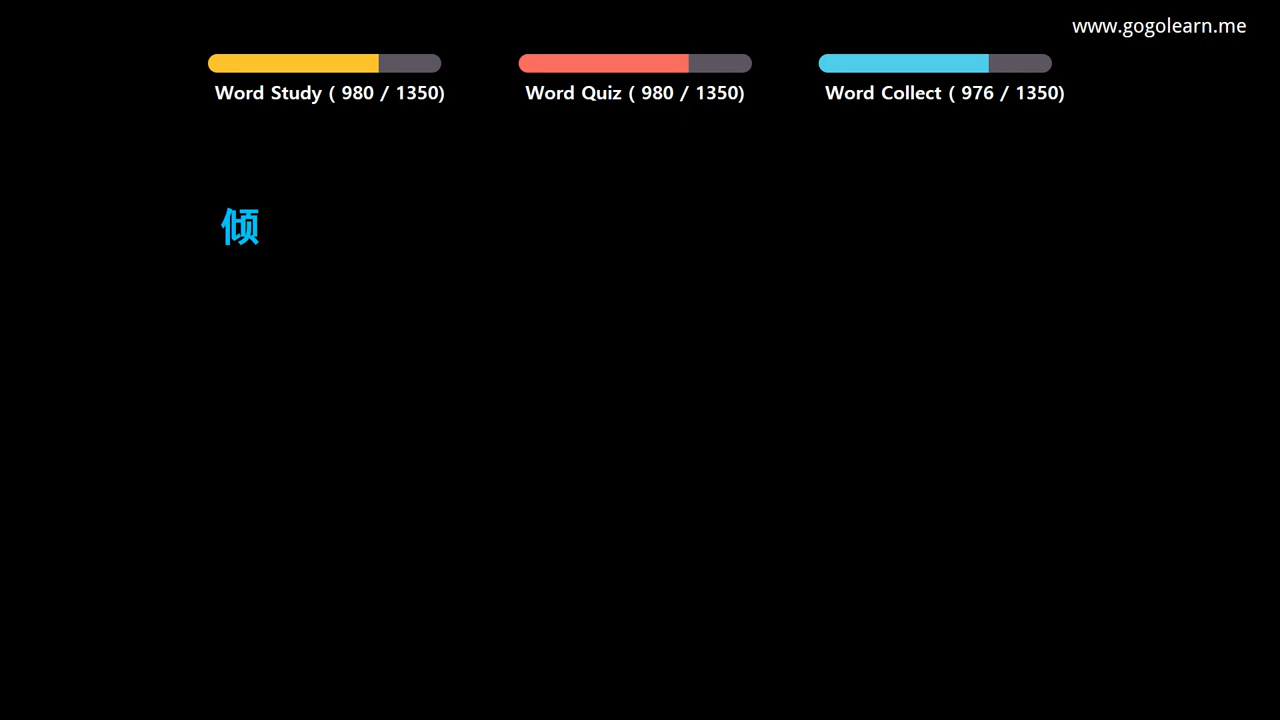 www.gogolearn.me
Word Study ( 980 / 1350)
Word Quiz ( 980 / 1350)
Word Collect ( 976 / 1350)
倾